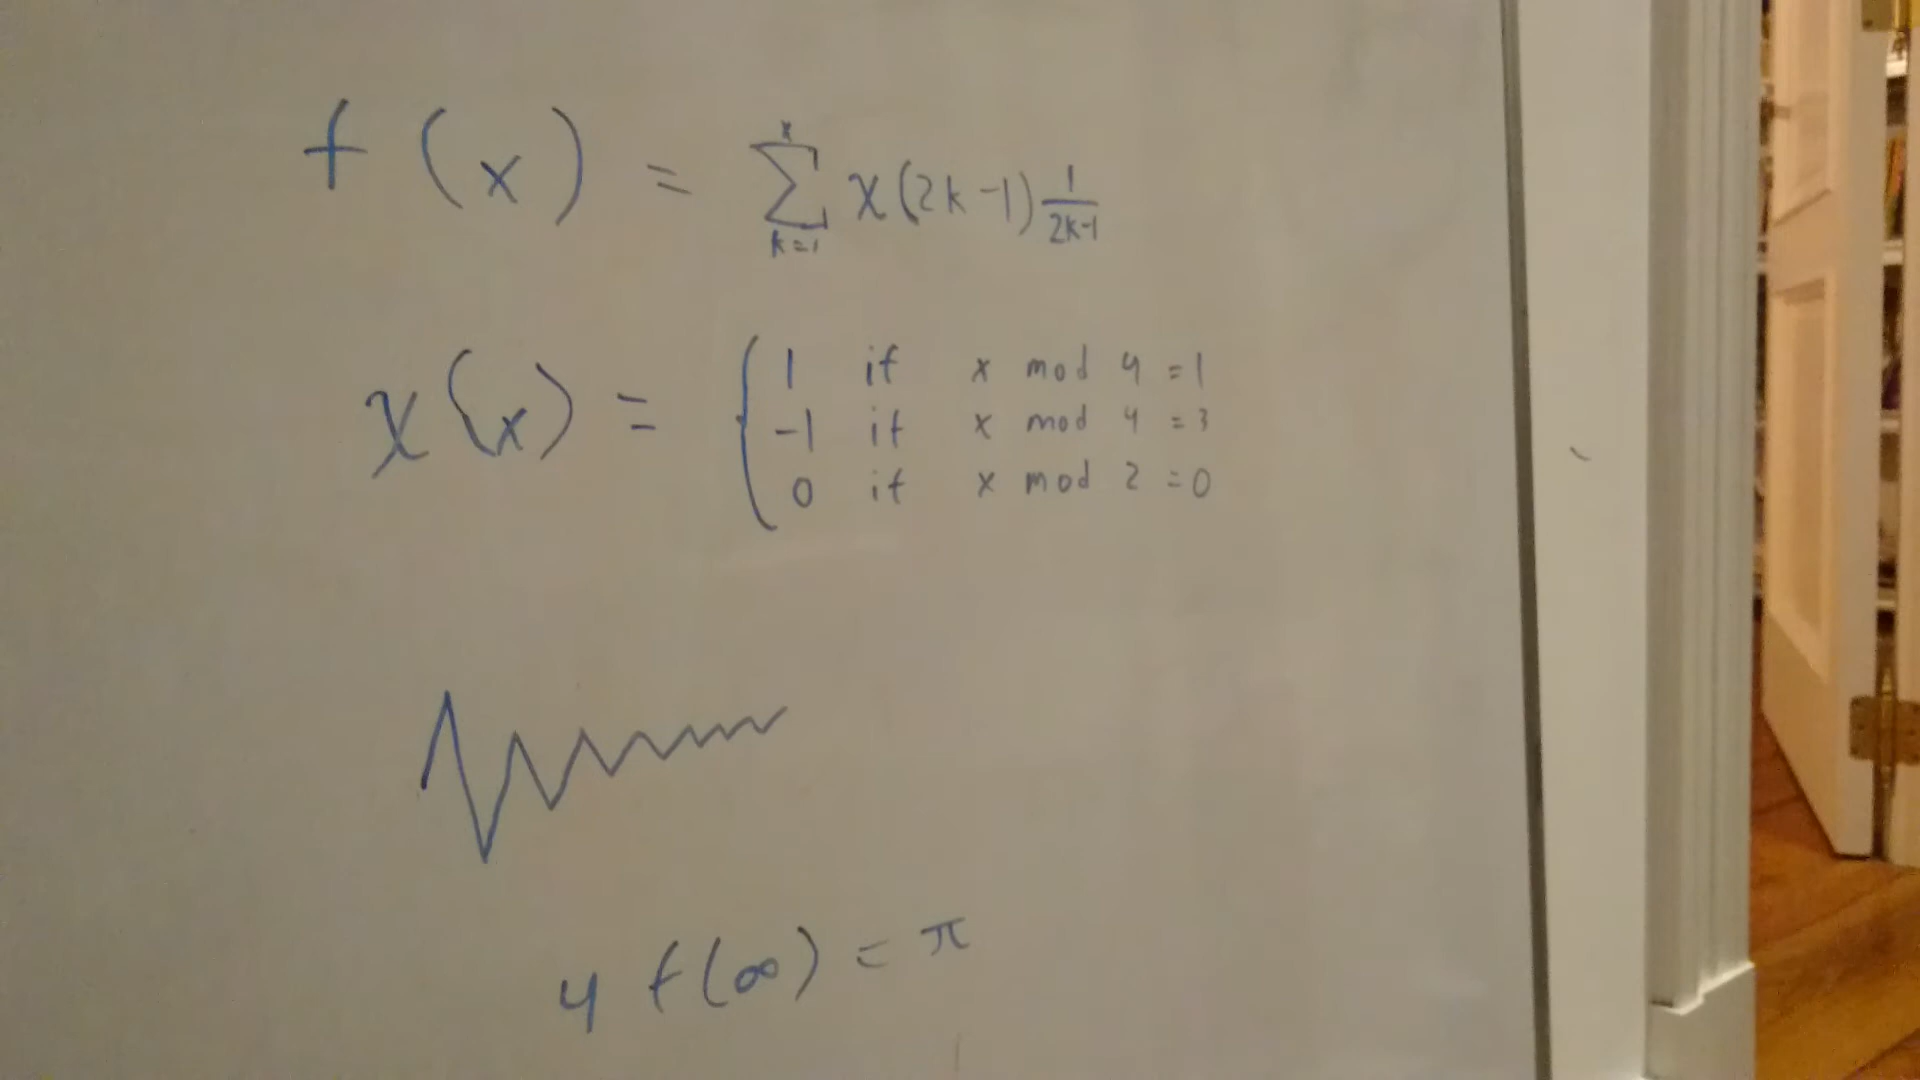 f(x) = ∑_{k=1}^{x} χ(2k-1) 1/(2k-1)
χ(x) = { 1 if x mod 4 = 1
-1 if x mod 4 = 3
0 if x mod 2 = 0
4 f(∞) = π